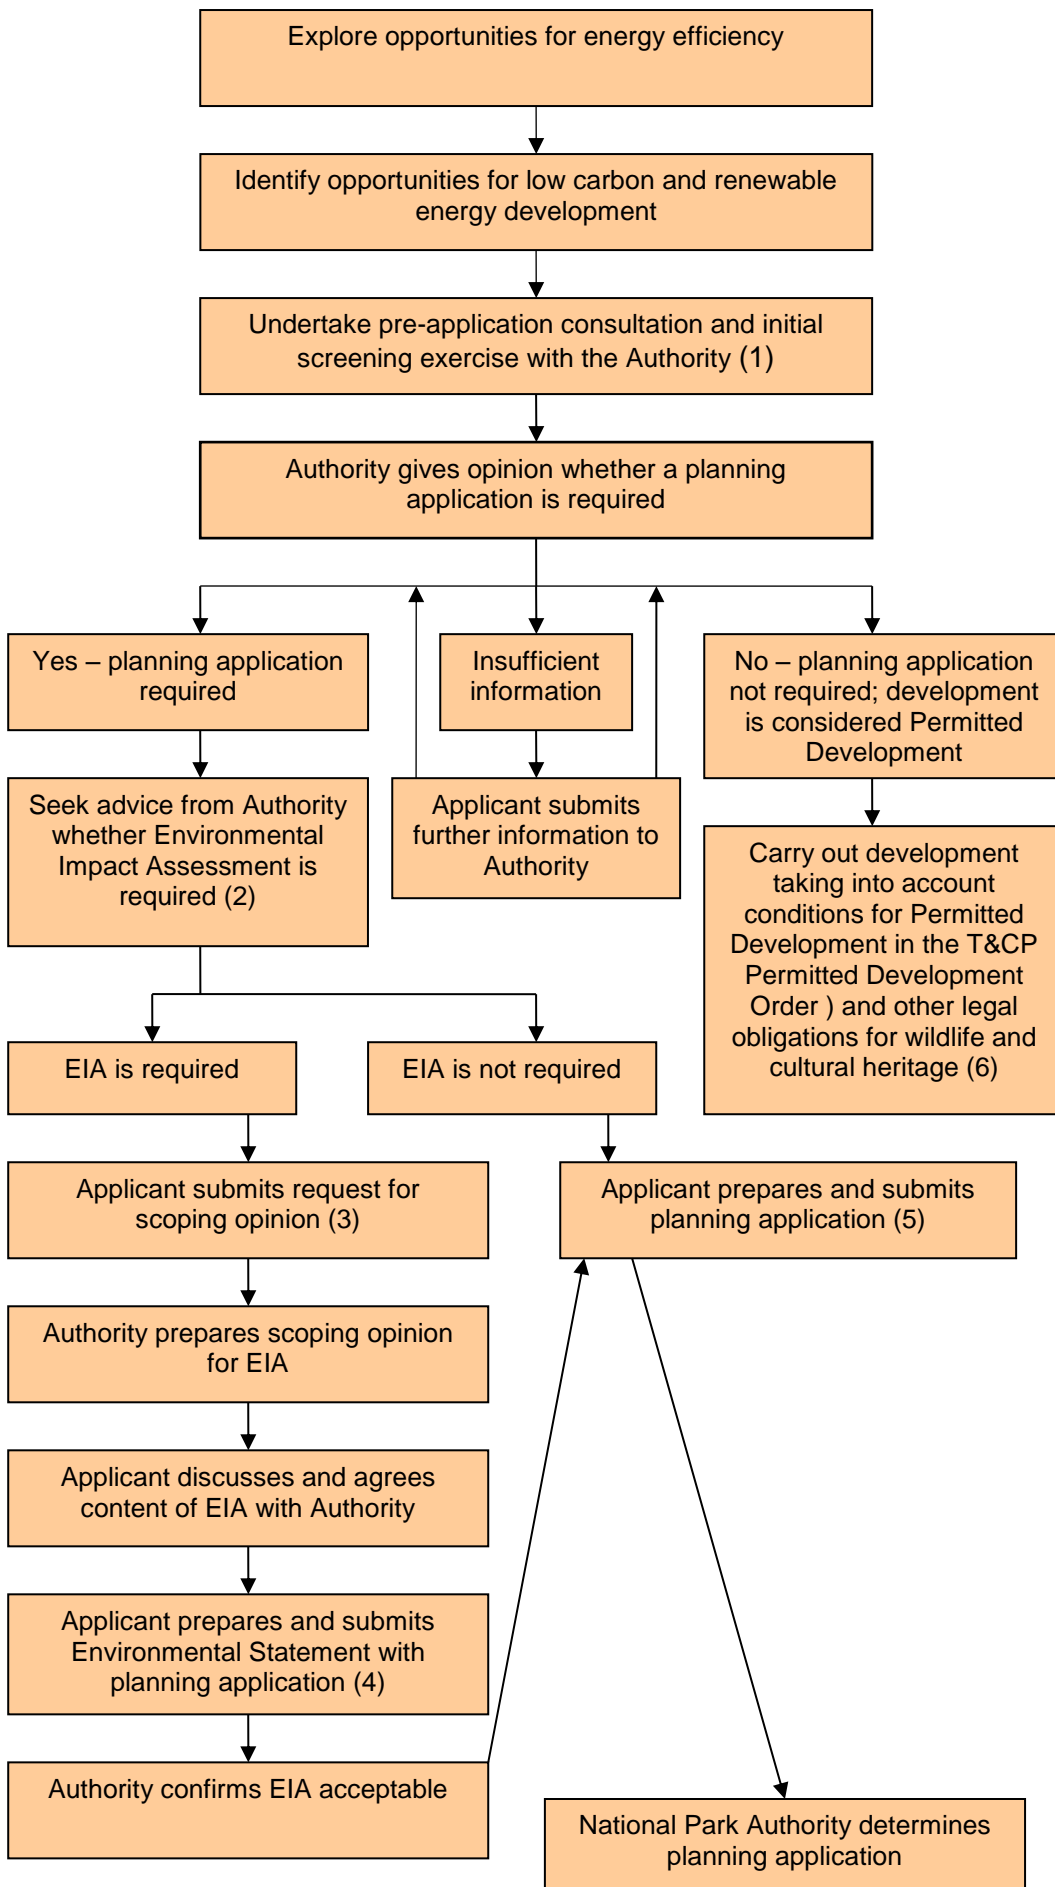 Explore opportunities for energy efficiency
Identify opportunities for low carbon and renewable
energy development
Undertake pre-application consultation and initial
screening exercise with the Authority (1)
Authority gives opinion whether a planning
application is required
Yes – planning application
required
Insufficient
information
No – planning application
not required; development
is considered Permitted
Development
Seek advice from Authority
whether Environmental
Impact Assessment is
required (2)
Applicant submits
further information to
Authority
Carry out development
taking into account
conditions for Permitted
Development in the T&CP
Permitted Development
Order ) and other legal
obligations for wildlife and
cultural heritage (6)
EIA is required
EIA is not required
Applicant submits request for
scoping opinion (3)
Applicant prepares and submits
planning application (5)
Authority prepares scoping opinion
for EIA
Applicant discusses and agrees
content of EIA with Authority
Applicant prepares and submits
Environmental Statement with
planning application (4)
Authority confirms EIA acceptable
National Park Authority determines
planning application